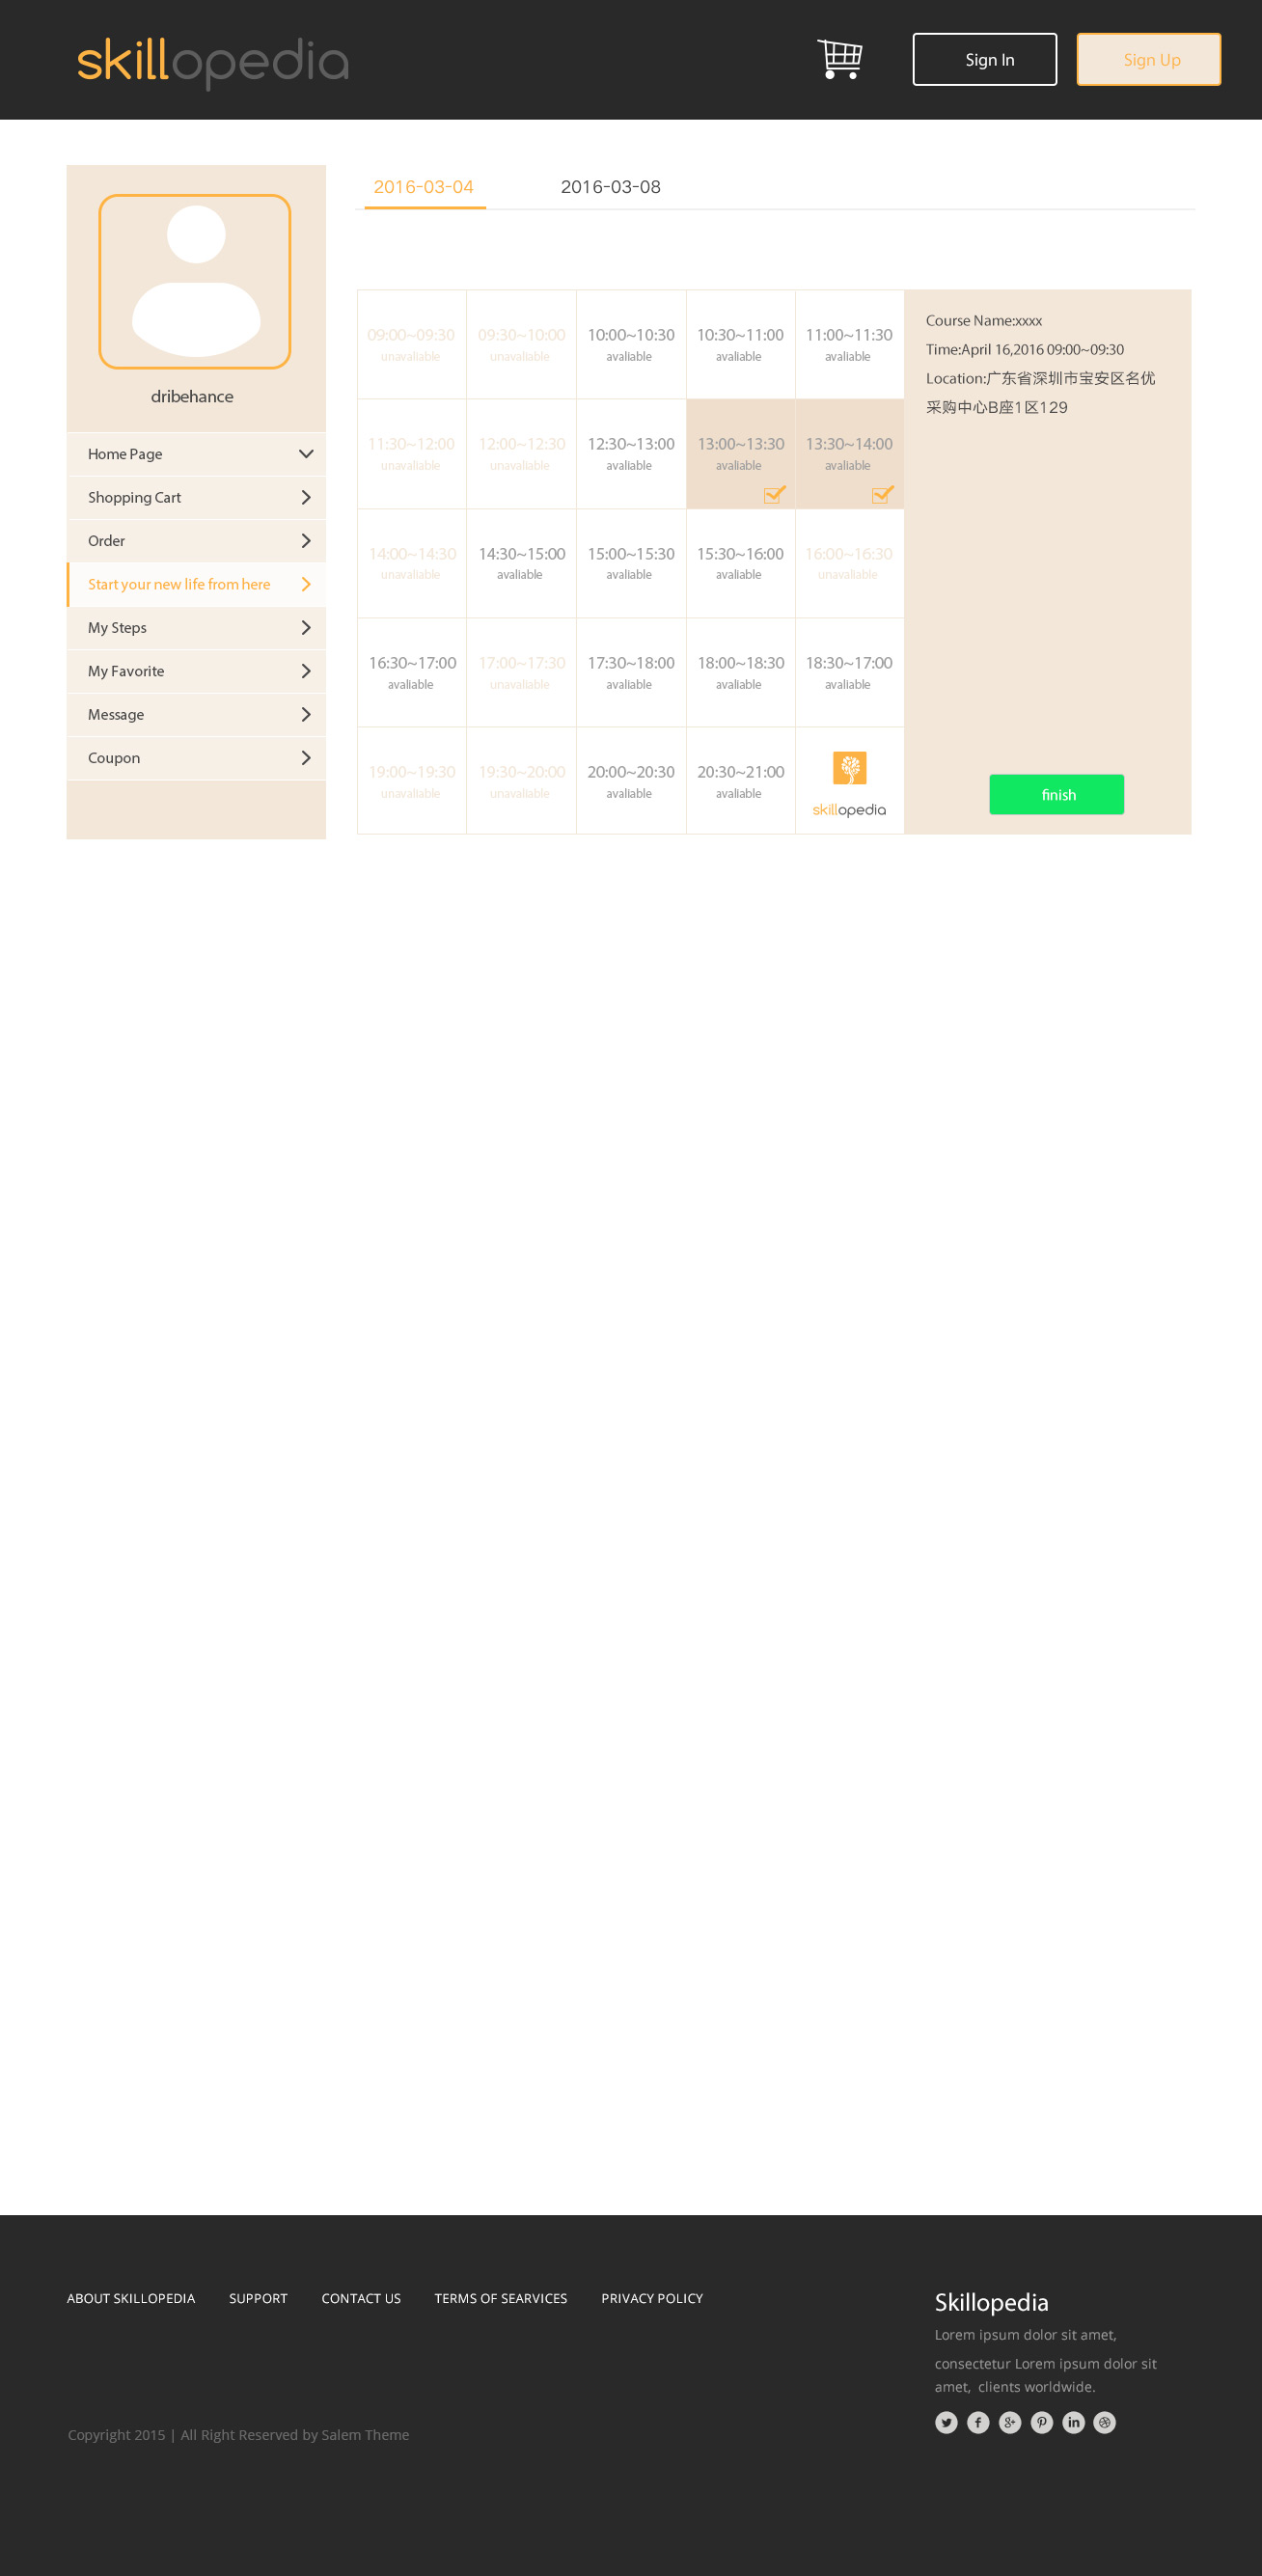 skillopedia
Sign In
Sign Up
dribehance
Home Page
Shopping Cart
Order
Start your new life from here
My Steps
My Favorite
Message
Coupon
2016-03-04 2016-03-08
09:00~09:30 09:30~10:00 10:00~10:30 10:30~11:00 11:00~11:30
unavaliable unavaliable avaliable avaliable avaliable
11:30~12:00 12:00~12:30 12:30~13:00 13:00~13:30 13:30~14:00
unavaliable unavaliable avaliable avaliable avaliable
14:00~14:30 14:30~15:00 15:00~15:30 15:30~16:00 16:00~16:30
unavaliable avaliable avaliable avaliable unavaliable
16:30~17:00 17:00~17:30 17:30~18:00 18:00~18:30 18:30~17:00
avaliable unavaliable avaliable avaliable avaliable
19:00~19:30 19:30~20:00 20:00~20:30 20:30~21:00
unavaliable unavaliable avaliable avaliable
skillopedia
Course Name:xxxx
Time:April 16,2016 09:00~09:30
Location:广东省深圳市宝安区名优
采购中心B座1区129
finish
ABOUT SKILLOPEDIA SUPPORT CONTACT US TERMS OF SEARVICES PRIVACY POLICY
Copyright 2015 | All Right Reserved by Salem Theme
Skillopedia
Lorem ipsum dolor sit amet,
consectetur Lorem ipsum dolor sit
amet, clients worldwide.